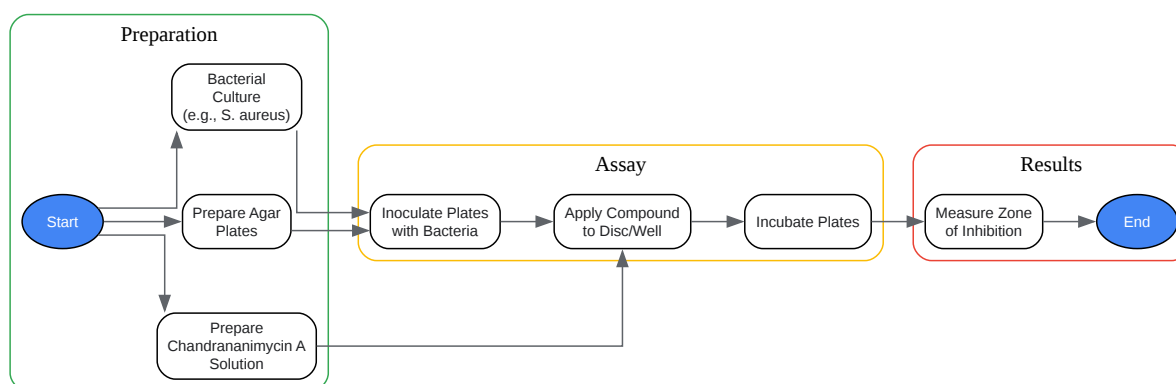 Preparation
Bacterial
Culture
(e.g., S. aureus)
Start
Prepare Agar
Plates
Prepare
Chandrananimycin A
Solution
Assay
Inoculate Plates
with Bacteria
Apply Compound
to Disc/Well
Incubate Plates
Results
Measure Zone
of Inhibition
End